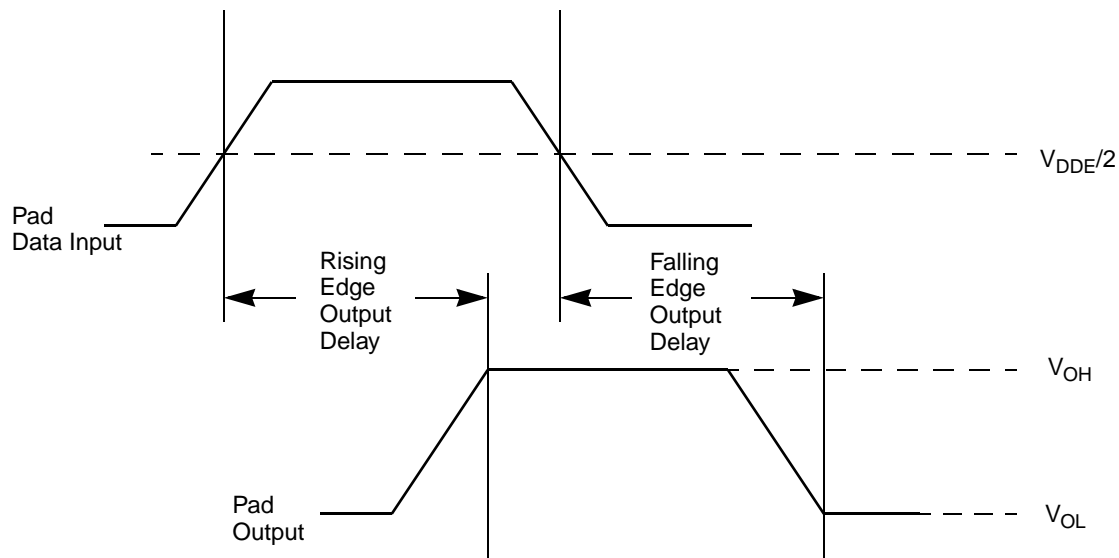 V_DDE/2
Pad
Data Input
Rising
Edge
Output
Delay
Falling
Edge
Output
Delay
V_OH
Pad
Output
V_OL